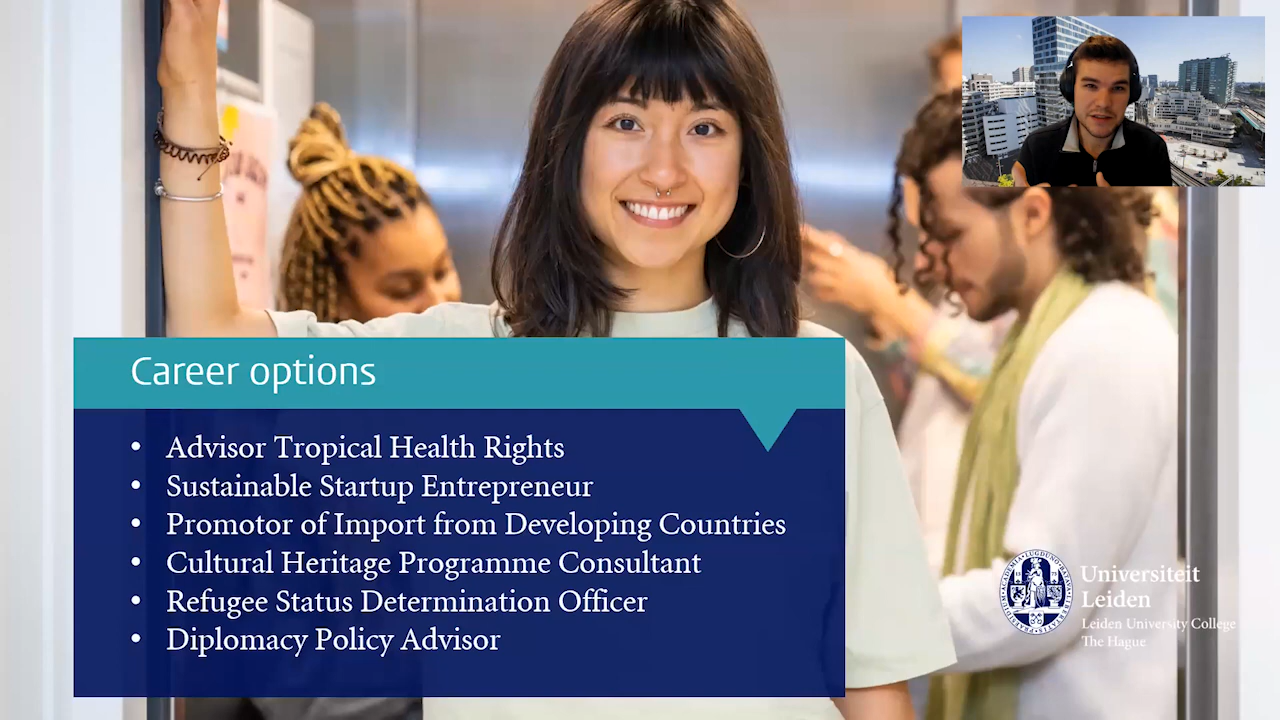 Career options
• Advisor Tropical Health Rights
• Sustainable Startup Entrepreneur
• Promotor of Import from Developing Countries
• Cultural Heritage Programme Consultant
• Refugee Status Determination Officer
• Diplomacy Policy Advisor
Universiteit
Leiden
Leiden University College
The Hague